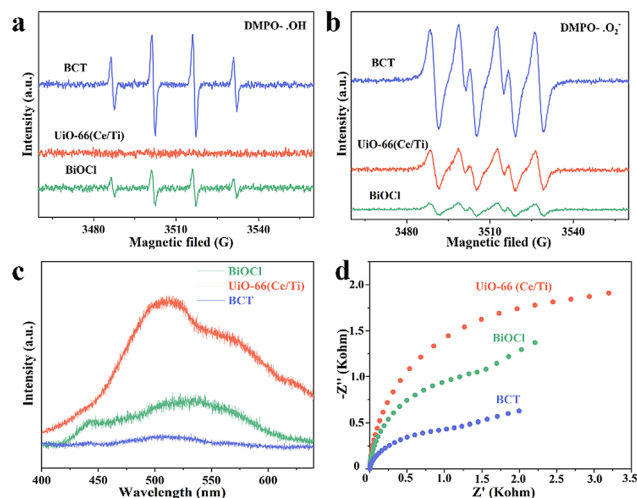 a
DMPO- .OH
BCT
UiO-66(Ce/Ti)
BiOCl
Intensity (a.u.)
3480
3510
3540
Magnetic filed (G)
b
DMPO- .O₂⁻
BCT
UiO-66(Ce/Ti)
BiOCl
Intensity (a.u.)
3480
3510
3540
Magnetic filed (G)
c
BiOCl
UiO-66(Ce/Ti)
BCT
Intensity (a.u.)
400
450
500
550
600
Wavelength (nm)
d
UiO-66 (Ce/Ti)
BiOCl
BCT
-Z'' (Kohm)
2.0
1.5
1.0
0.5
0
0.0
0.5
1.0
1.5
2.0
2.5
3.0
3.5
Z' (Kohm)